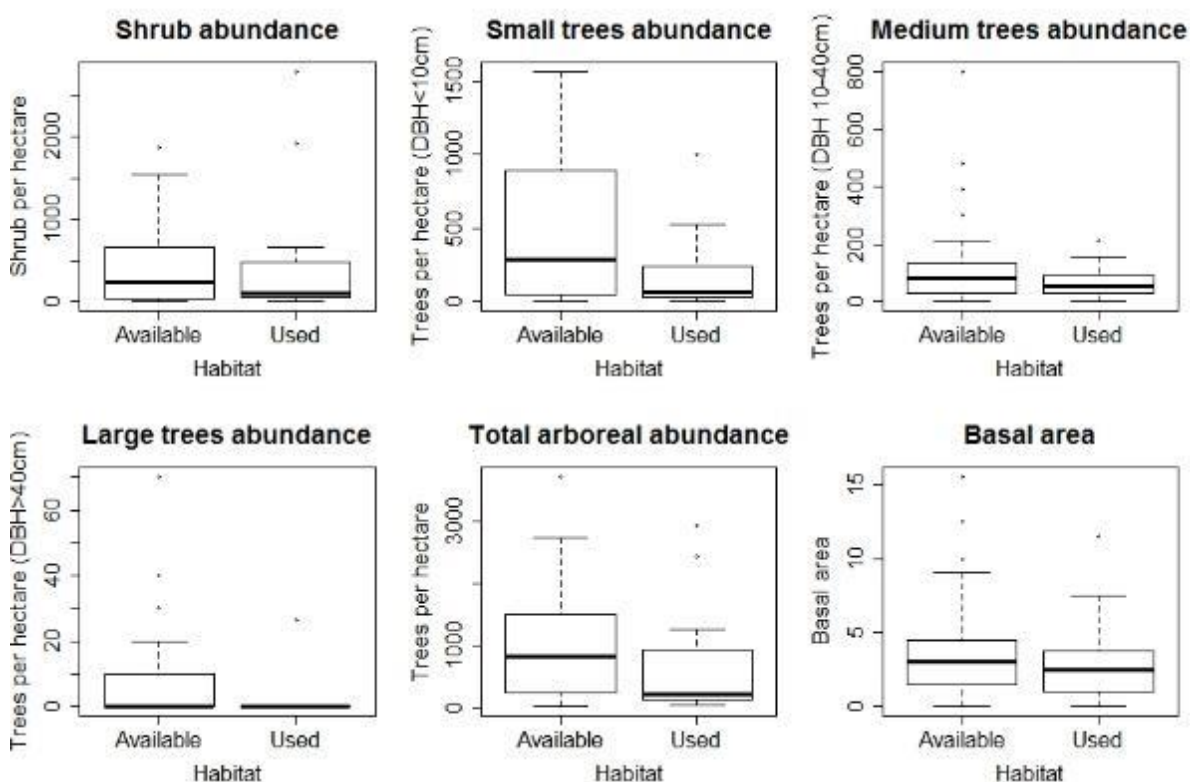 Shrub abundance
Shrub per hectare
0
1000
2000
Available
Used
Habitat
Small trees abundance
Trees per hectare (DBH<10cm)
0
500
1000
1500
Available
Used
Habitat
Medium trees abundance
Trees per hectare (DBH 10-40cm)
0
200
400
600
800
Available
Used
Habitat
Large trees abundance
Trees per hectare (DBH>40cm)
0
20
40
60
Available
Used
Habitat
Total arboreal abundance
Trees per hectare
0
1000
3000
Available
Used
Habitat
Basal area
Basal area
0
5
10
15
Available
Used
Habitat